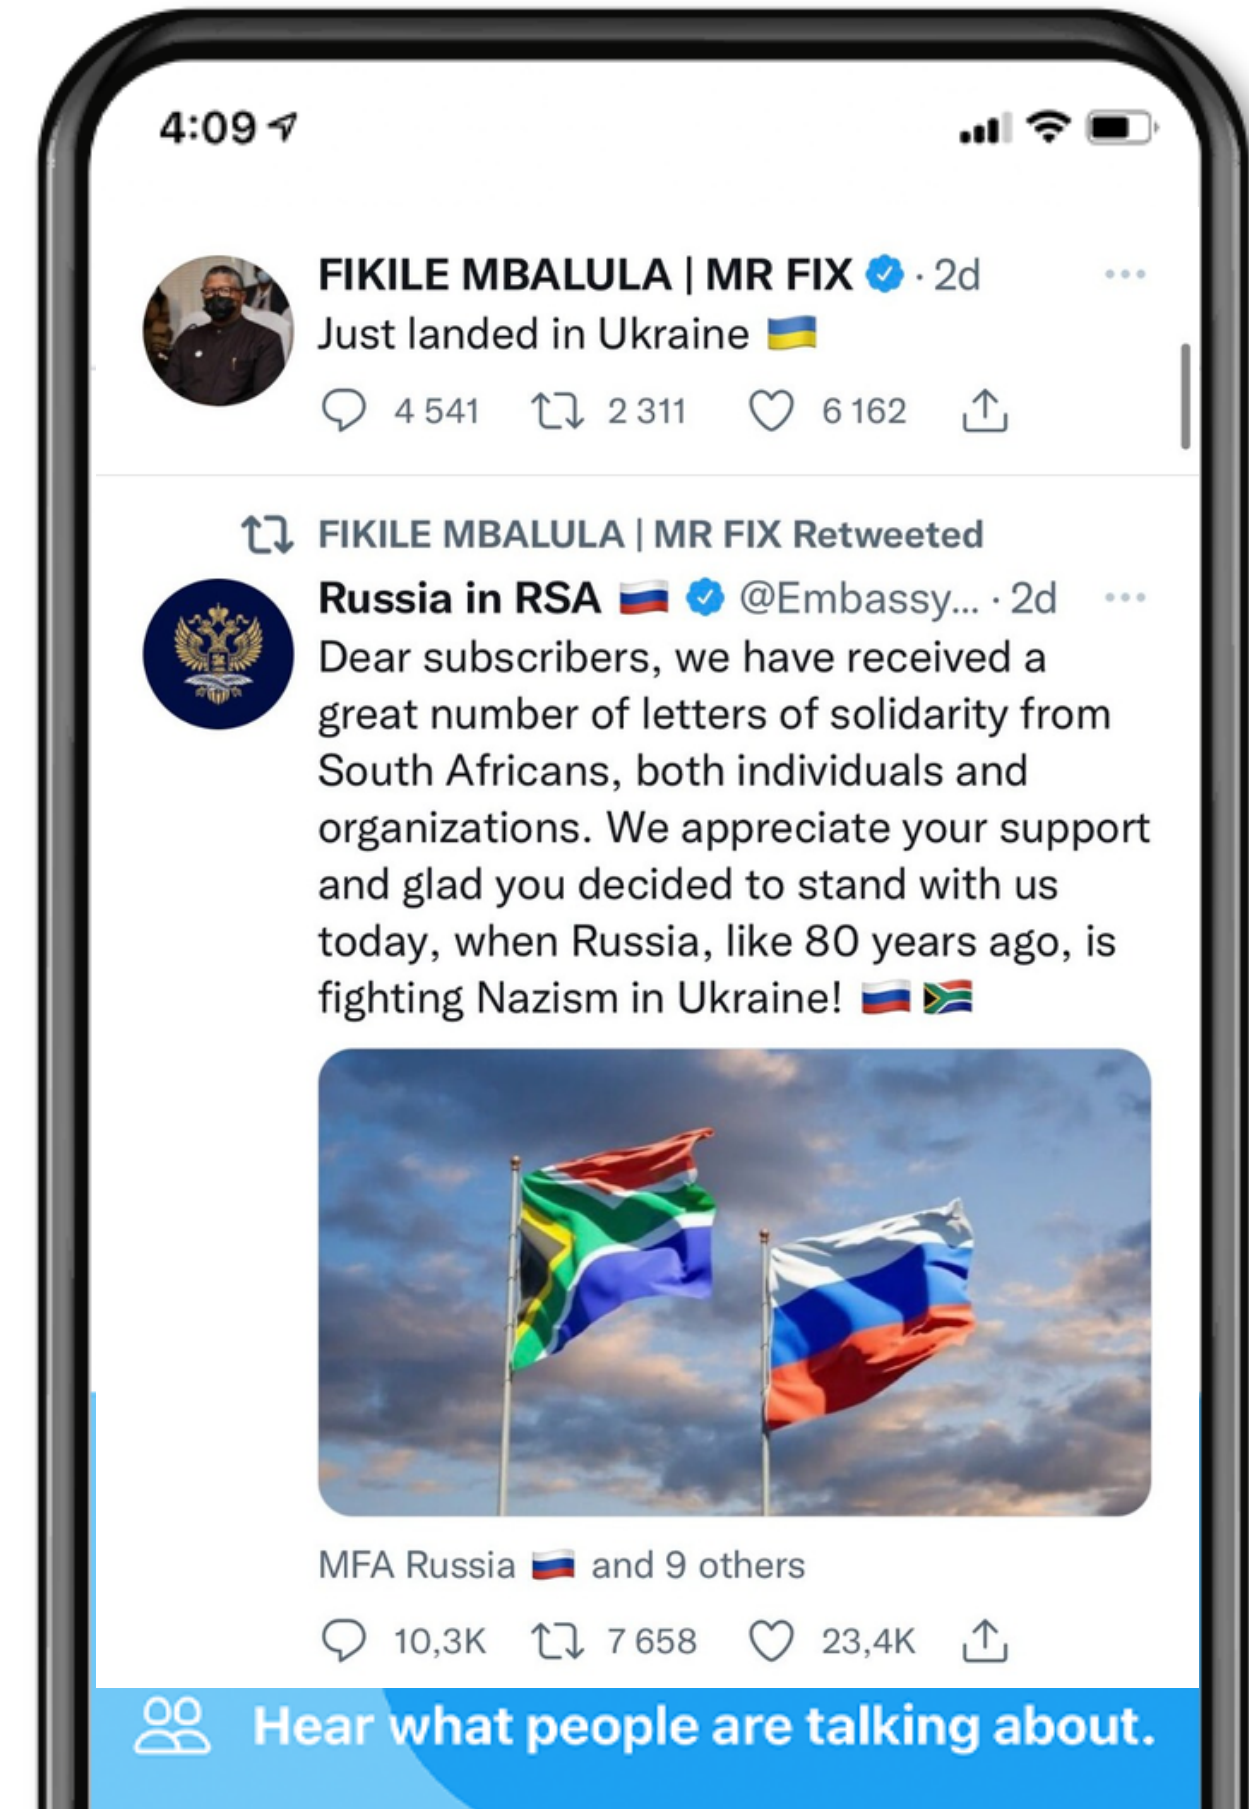 4:09
FIKILE MBALULA | MR FIX · 2d
Just landed in Ukraine 🇺🇦
4 541 2 311 6 162
FIKILE MBALULA | MR FIX Retweeted
Russia in RSA 🇷🇺 @Embassy... · 2d
Dear subscribers, we have received a
great number of letters of solidarity from
South Africans, both individuals and
organizations. We appreciate your support
and glad you decided to stand with us
today, when Russia, like 80 years ago, is
fighting Nazism in Ukraine! 🇷🇺 🇿🇦
MFA Russia 🇷🇺 and 9 others
10,3K 7 658 23,4K
Hear what people are talking about.